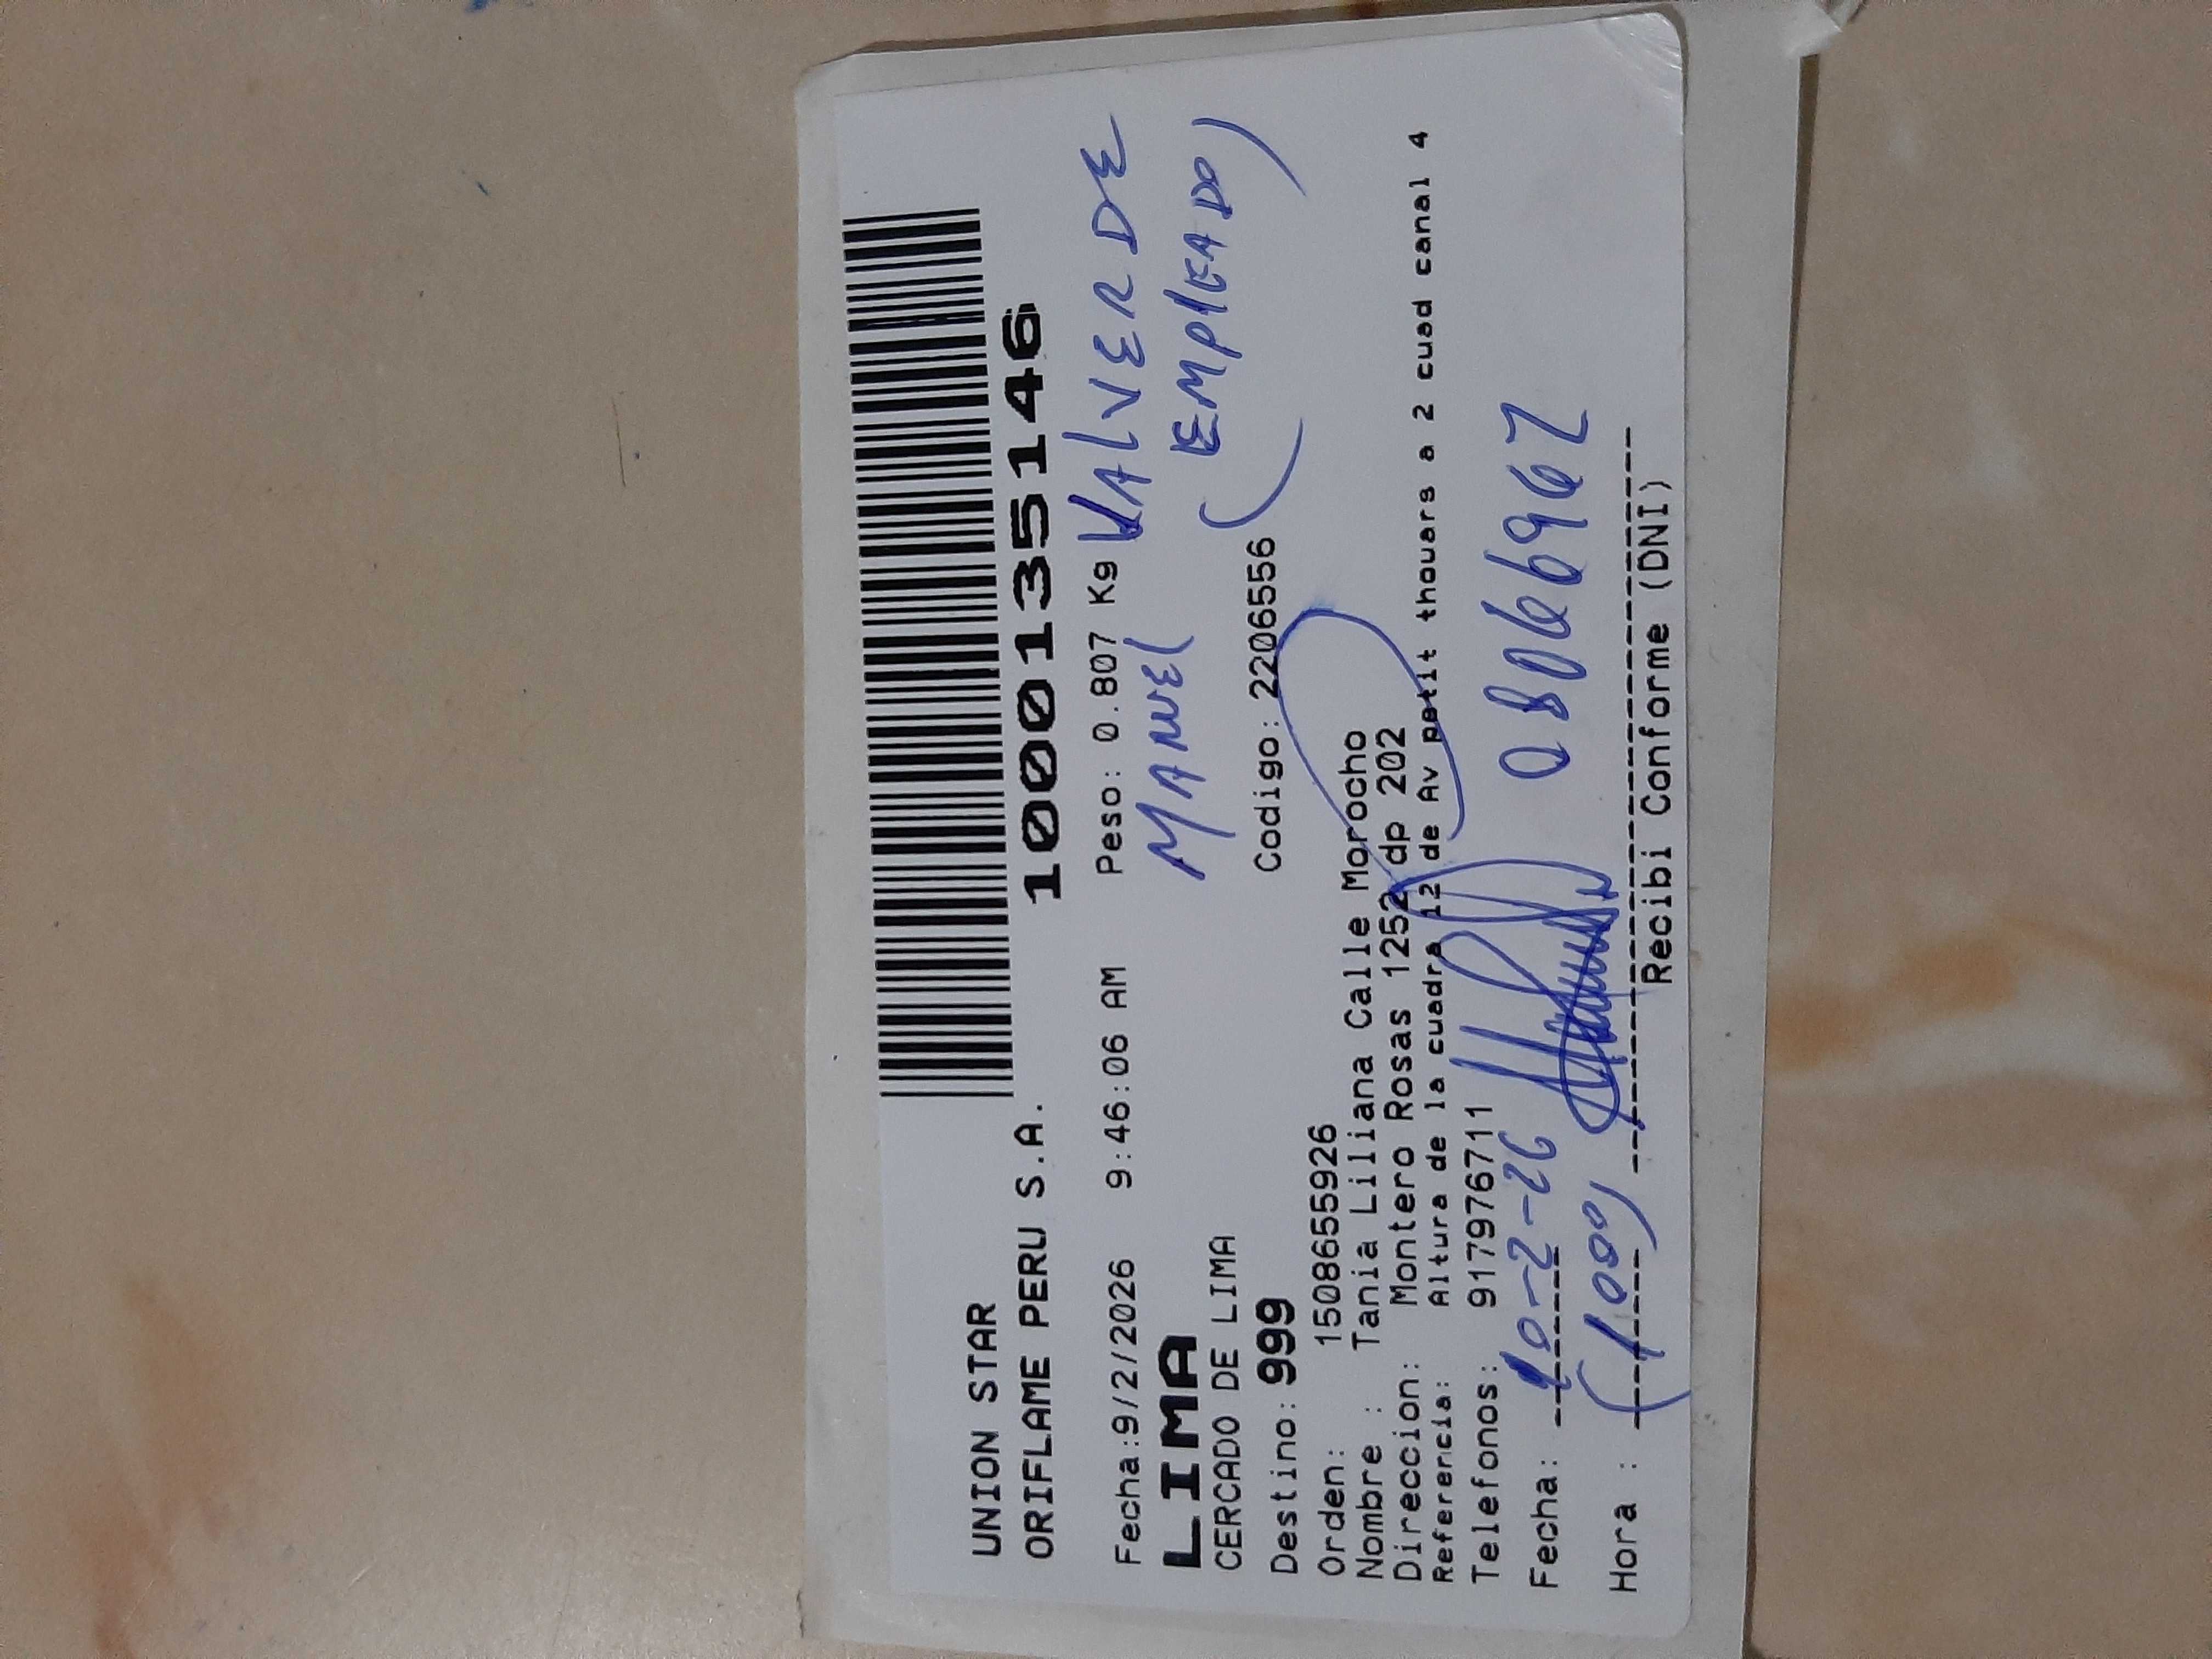 UNION STAR
ORIFLAME PERU S.A.
1000135146
Fecha:9/2/2026 9:46:06 AM Peso: 0.807 Kg VALVERDE
LIMA MANUEL
(EMPLEADO)
CERCADO DE LIMA
Destino: 999 Codigo: 2206556
Orden: 1508655926
Nombre : Tania Liliana Calle Morocho
Direccion: Montero Rosas 1252 dp 202
Referencia: Altura de la cuadra 12 de Av petit thouars a 2 cuad canal 4
Telefonos: 917976711
Fecha: 10-2-26 08066967
Hora : (1000)
Recibi Conforme (DNI)